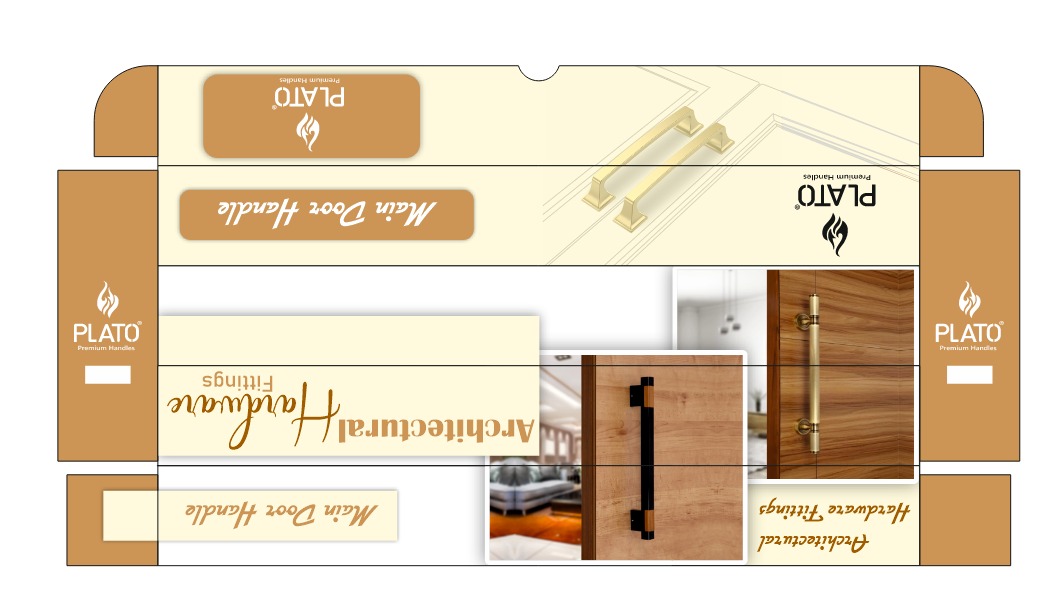 PLATO®
Premium Handles
Main Door Handle
PLATO®
Premium Handles
PLATO®
Premium Handles
PLATO®
Premium Handles
Architectural
Hardware
Fittings
Main Door Handle
Architectural
Hardware Fittings